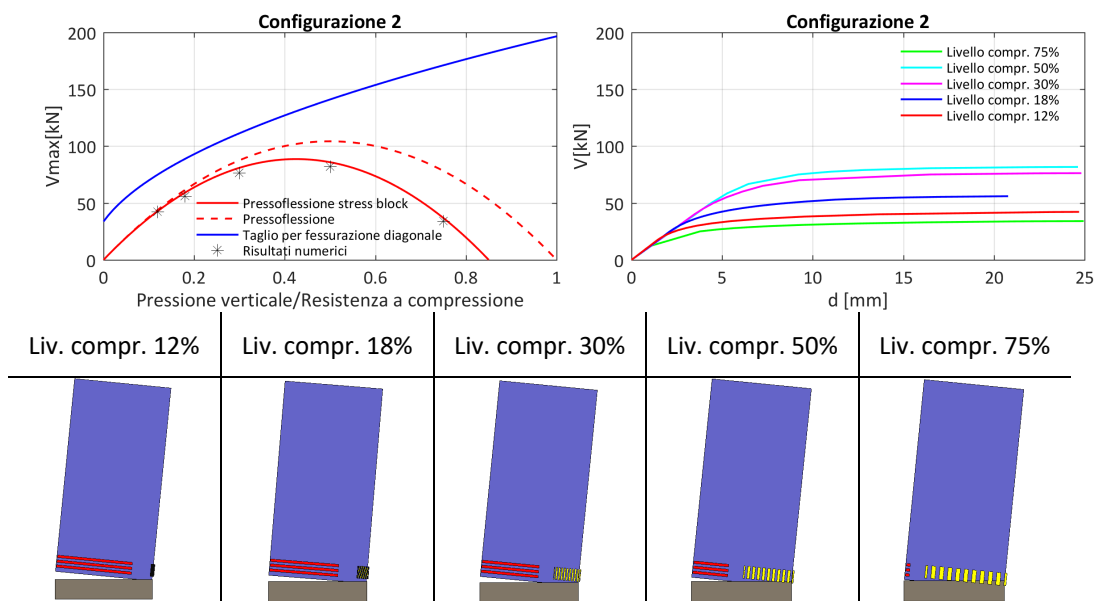 Configurazione 2
200
150
100
50
0
Vmax[kN]
Pressoflessione stress block
Pressoflessione
Taglio per fessurazione diagonale
Risultati numerici
0 0.2 0.4 0.6 0.8 1
Pressione verticale/Resistenza a compressione
Configurazione 2
200
150
100
50
0
V[kN]
Livello compr. 75%
Livello compr. 50%
Livello compr. 30%
Livello compr. 18%
Livello compr. 12%
0 5 10 15 20 25
d [mm]
Liv. compr. 12% Liv. compr. 18% Liv. compr. 30% Liv. compr. 50% Liv. compr. 75%